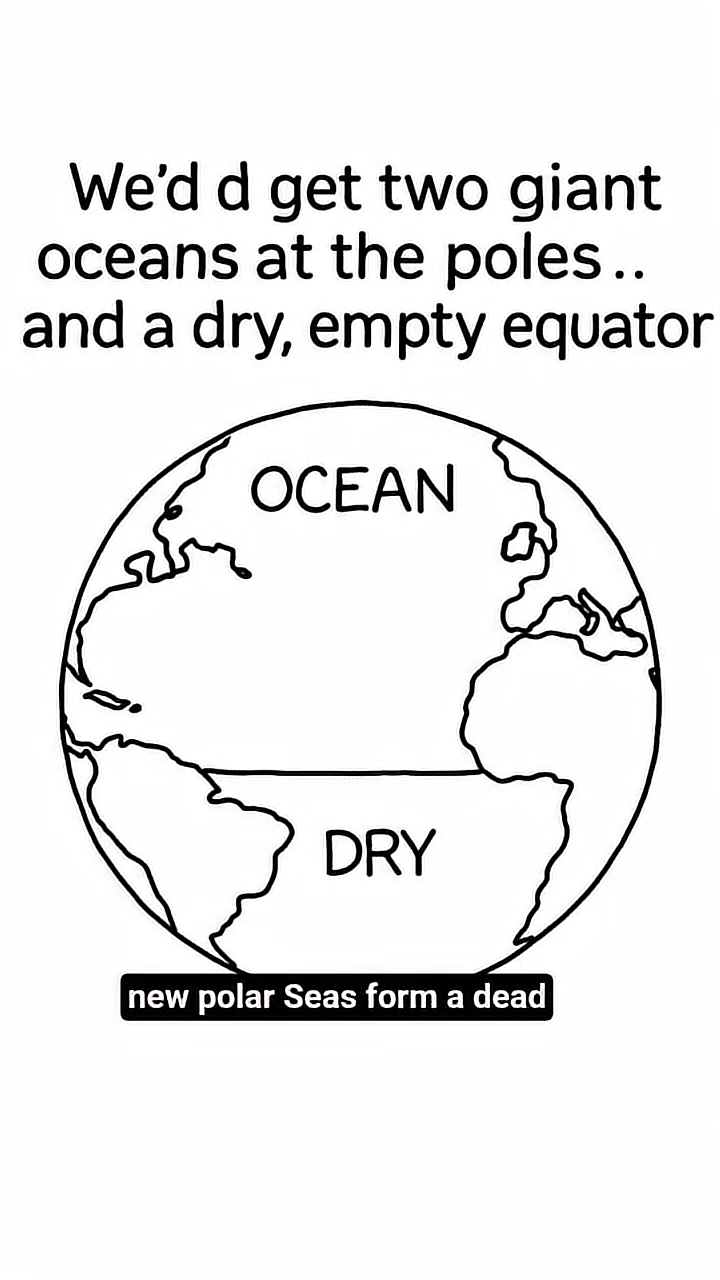 We'd d get two giant
oceans at the poles..
and a dry, empty equator
OCEAN
DRY
new polar Seas form a dead